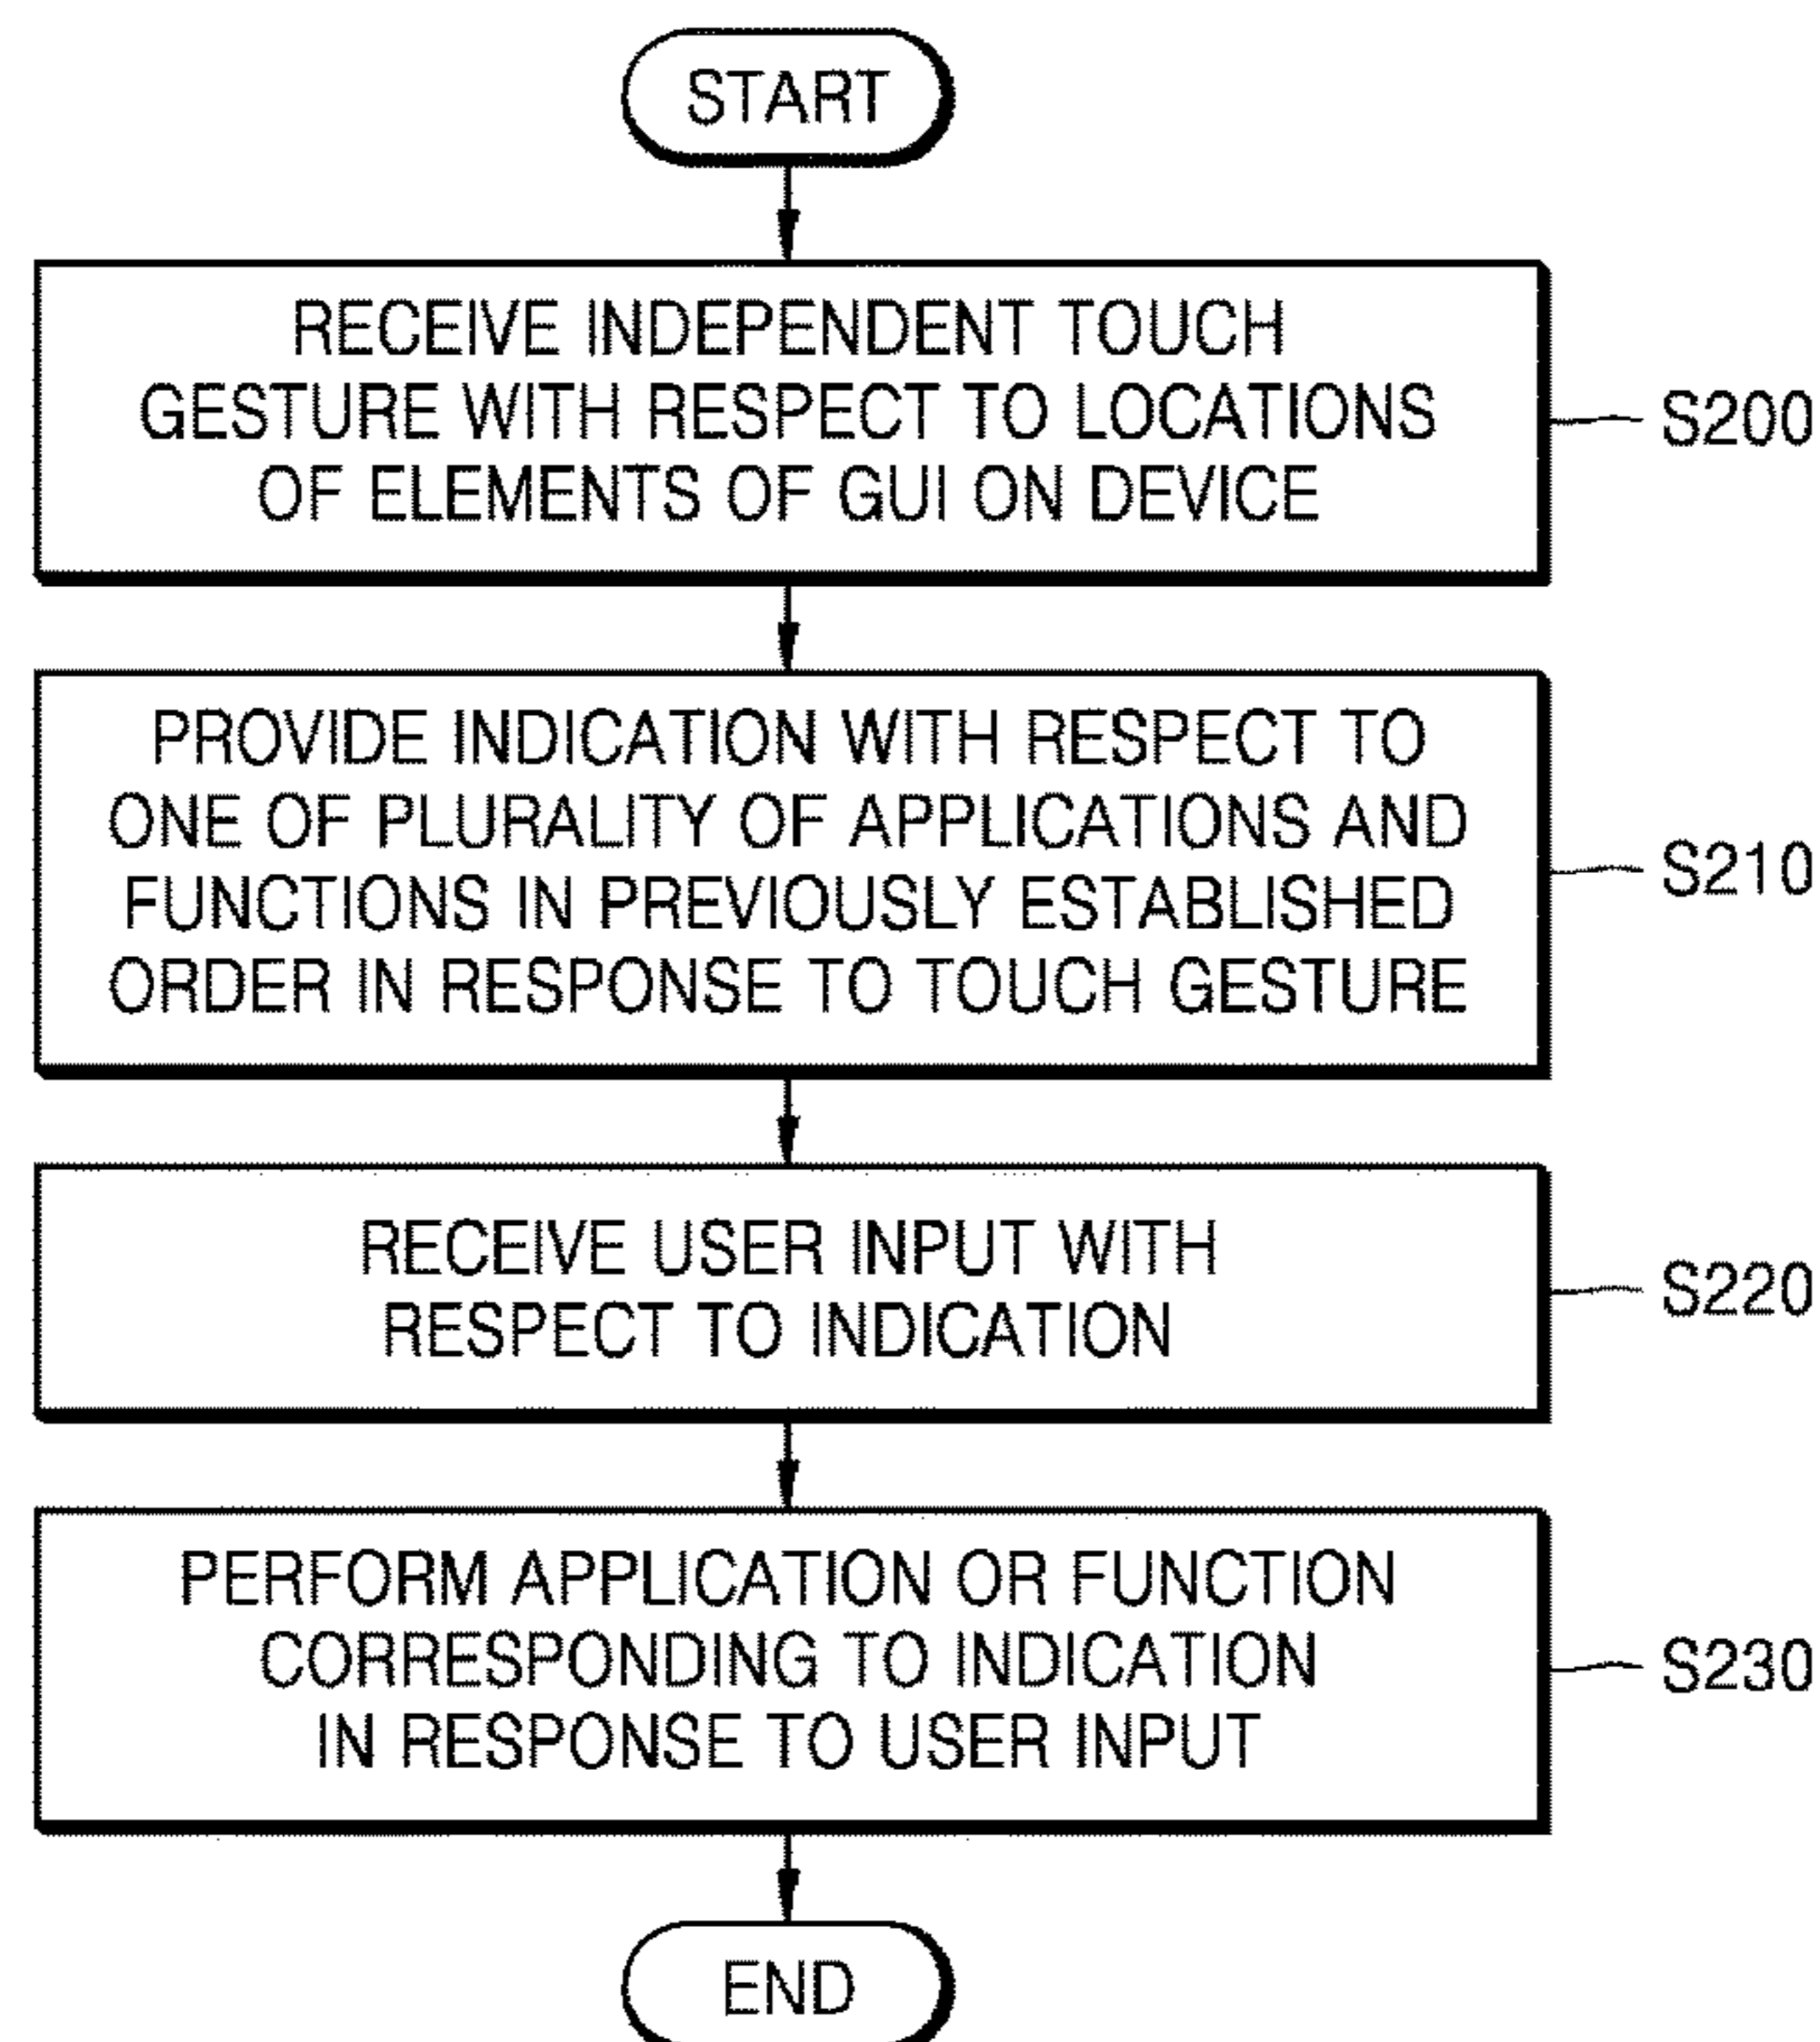 START
RECEIVE INDEPENDENT TOUCH
GESTURE WITH RESPECT TO LOCATIONS
OF ELEMENTS OF GUI ON DEVICE
S200
PROVIDE INDICATION WITH RESPECT TO
ONE OF PLURALITY OF APPLICATIONS AND
FUNCTIONS IN PREVIOUSLY ESTABLISHED
ORDER IN RESPONSE TO TOUCH GESTURE
S210
RECEIVE USER INPUT WITH
RESPECT TO INDICATION
S220
PERFORM APPLICATION OR FUNCTION
CORRESPONDING TO INDICATION
IN RESPONSE TO USER INPUT
S230
END